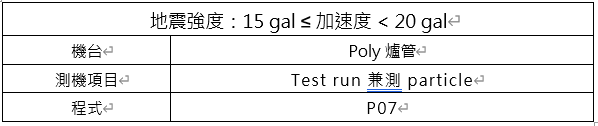 地震強度：15 gal ≤ 加速度 < 20 gal
機台 Poly 爐管
測機項目 Test run 兼測 particle
程式 P07